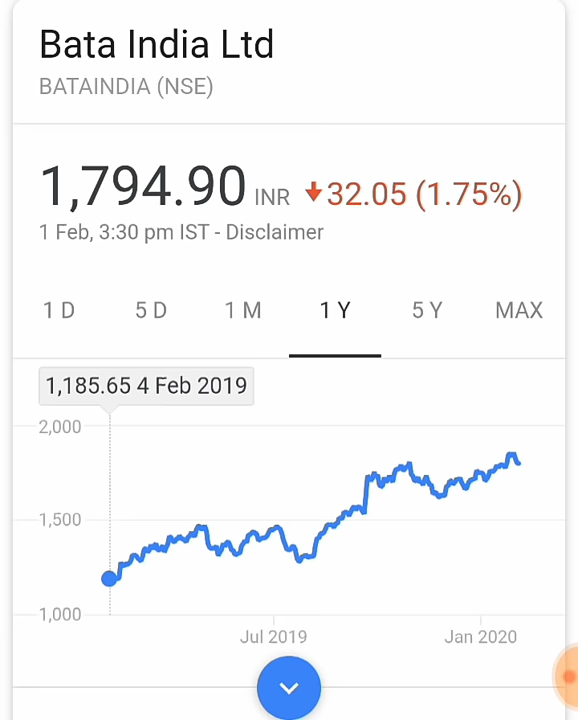 Bata India Ltd
BATAINDIA (NSE)
1,794.90 INR 32.05 (1.75%)
1 Feb, 3:30 pm IST - Disclaimer
1 D 5 D 1 M 1 Y 5 Y MAX
1,185.65 4 Feb 2019
2,000
1,500
1,000
Jul 2019 Jan 2020